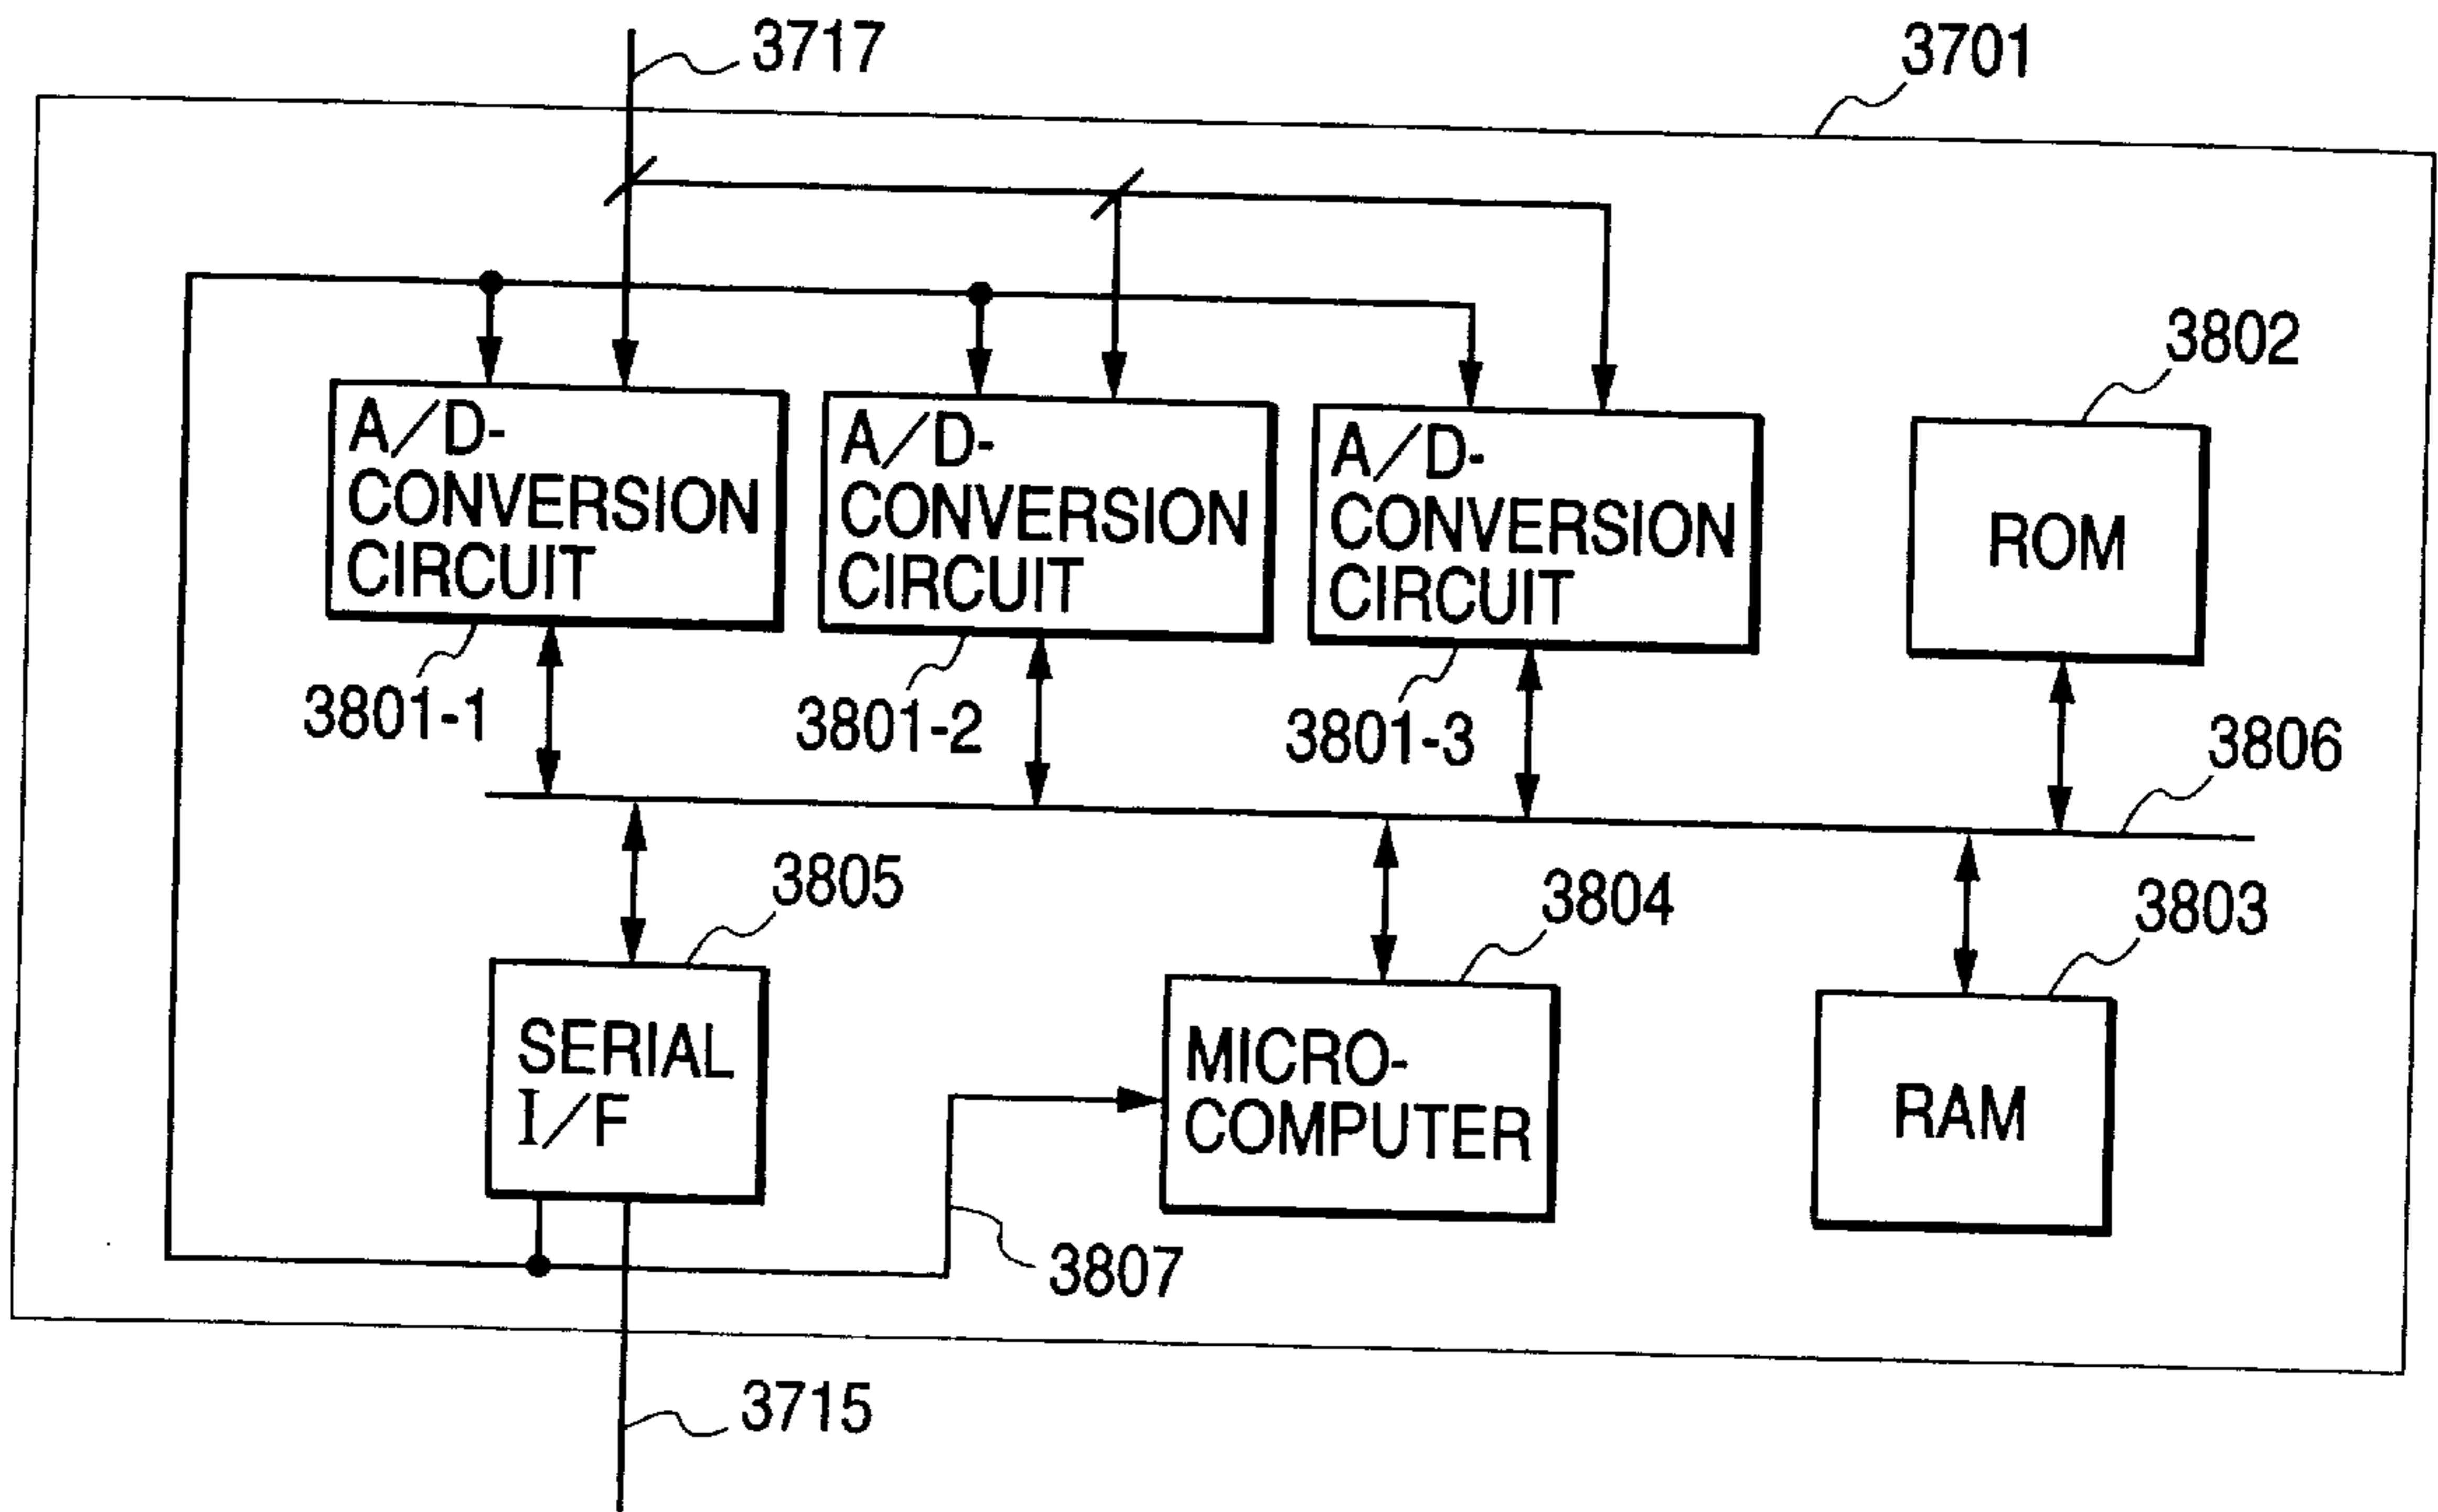 3717
3701
3802
A/D-
CONVERSION
CIRCUIT
A/D-
CONVERSION
CIRCUIT
A/D-
CONVERSION
CIRCUIT
ROM
3801-1
3801-2
3801-3
3806
3805
3804
3803
SERIAL
I/F
MICRO-
COMPUTER
RAM
3807
3715